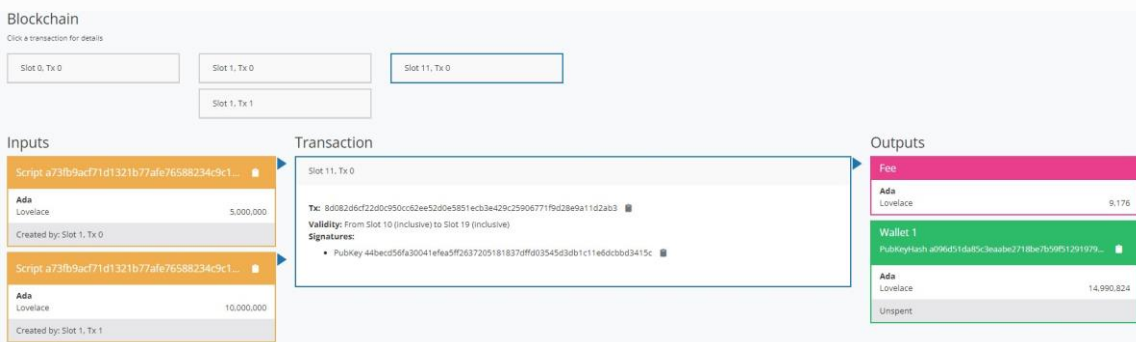 Blockchain
Click a transaction for details
Slot 0, Tx 0
Slot 1, Tx 0
Slot 11, Tx 0
Slot 1, Tx 1
Inputs
Script a73fb9acf71d1321b77afe76588234c9c1...
Ada
Lovelace 5,000,000
Created by: Slot 1, Tx 0
Script a73fb9acf71d1321b77afe76588234c9c1...
Ada
Lovelace 10,000,000
Created by: Slot 1, Tx 1
Transaction
Slot 11, Tx 0
Tx: 8d082d6cf22d0c950cc62ee52d0e5851ecb3e429c25906771f9d28e9a11d2ab3
Validity: From Slot 10 (inclusive) to Slot 19 (inclusive)
Signatures:
• PubKey 44becd56fa30041efea5ff2637205181837dffd03545d3db1c11e6dcbbd3415c
Outputs
Fee
Ada
Lovelace 9,176
Wallet 1
PubKeyHash a096d51da85c3eaabe2718be7b59f51291979...
Ada
Lovelace 14,990,824
Unspent